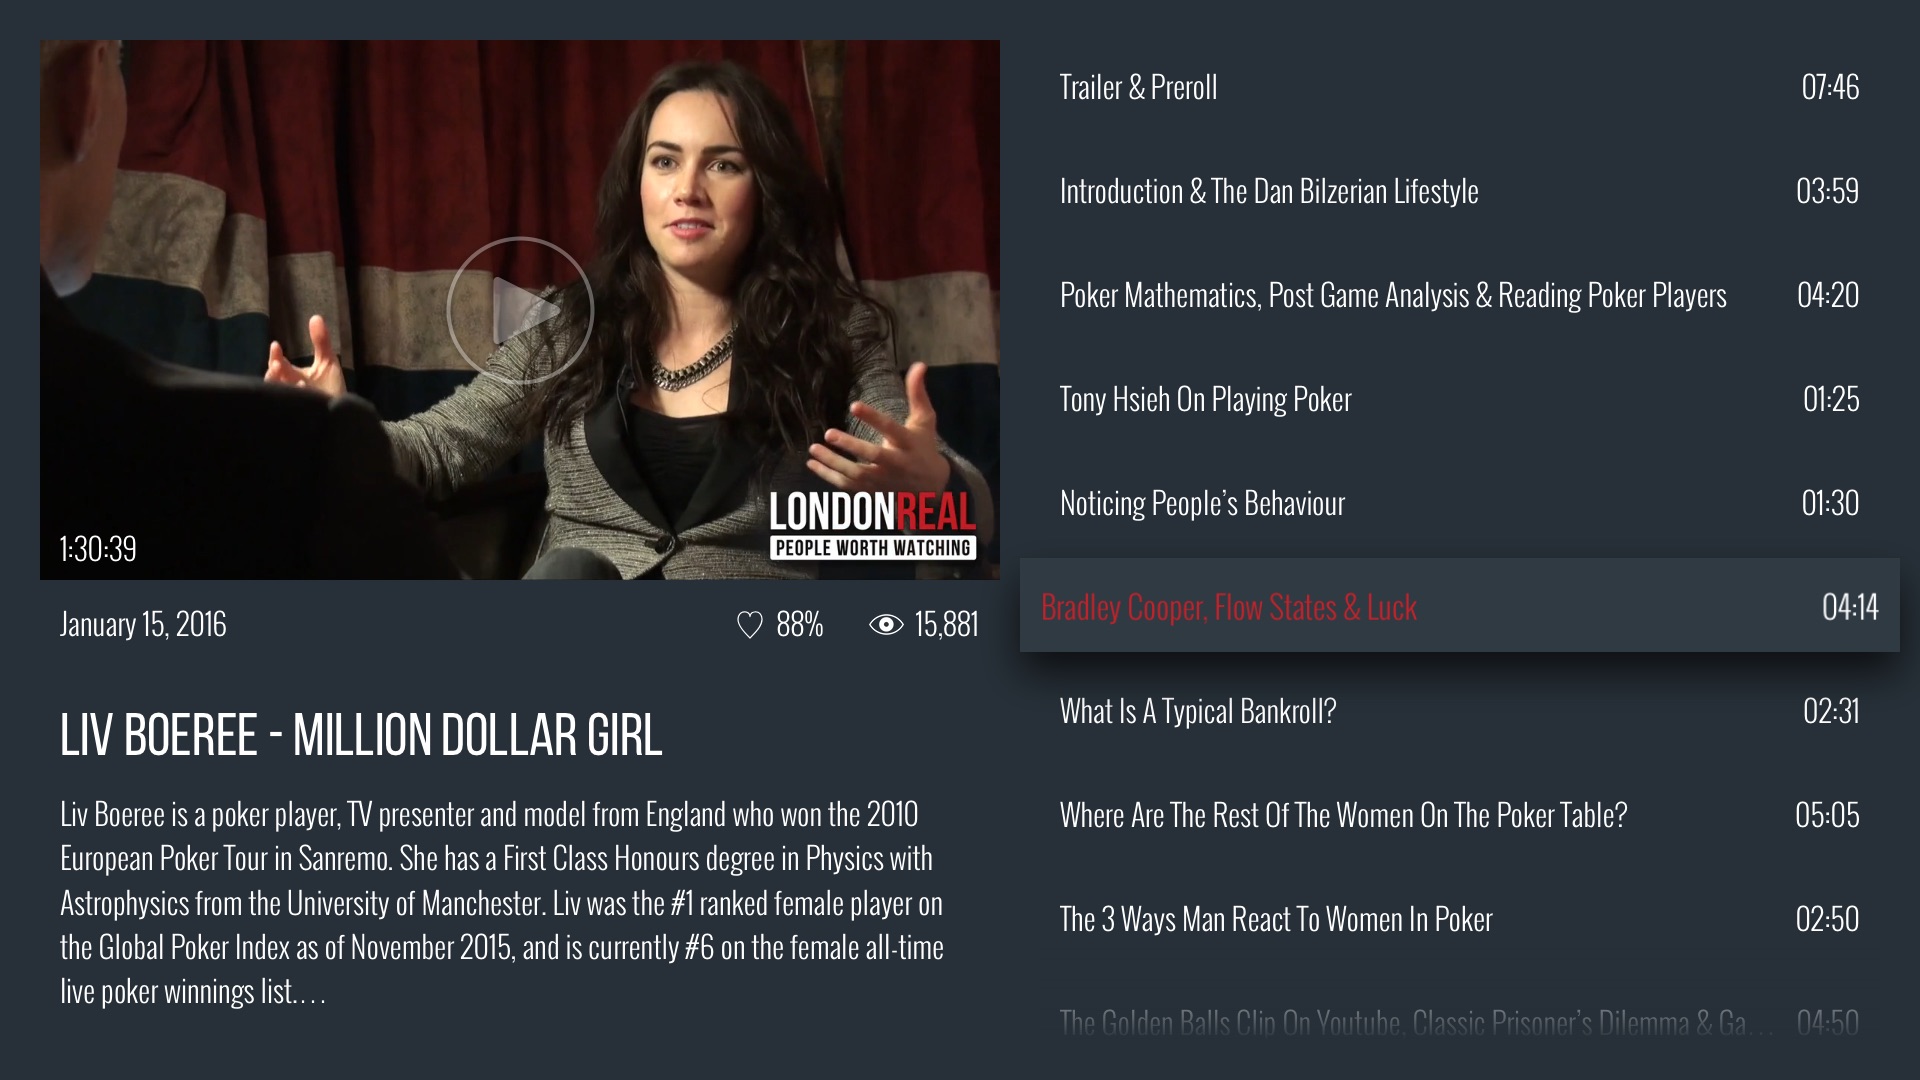 LONDONREAL
PEOPLE WORTH WATCHING
1:30:39
January 15, 2016
88%
15,881
LIV BOEREE - MILLION DOLLAR GIRL
Liv Boeree is a poker player, TV presenter and model from England who won the 2010
European Poker Tour in Sanremo. She has a First Class Honours degree in Physics with
Astrophysics from the University of Manchester. Liv was the #1 ranked female player on
the Global Poker Index as of November 2015, and is currently #6 on the female all-time
live poker winnings list....
Trailer & Preroll 07:46
Introduction & The Dan Bilzerian Lifestyle 03:59
Poker Mathematics, Post Game Analysis & Reading Poker Players 04:20
Tony Hsieh On Playing Poker 01:25
Noticing People's Behaviour 01:30
Bradley Cooper, Flow States & Luck 04:14
What Is A Typical Bankroll? 02:31
Where Are The Rest Of The Women On The Poker Table? 05:05
The 3 Ways Man React To Women In Poker 02:50
The Golden Balls Clip On Youtube, Classic Prisoner's Dilemma & Ga... 04:50